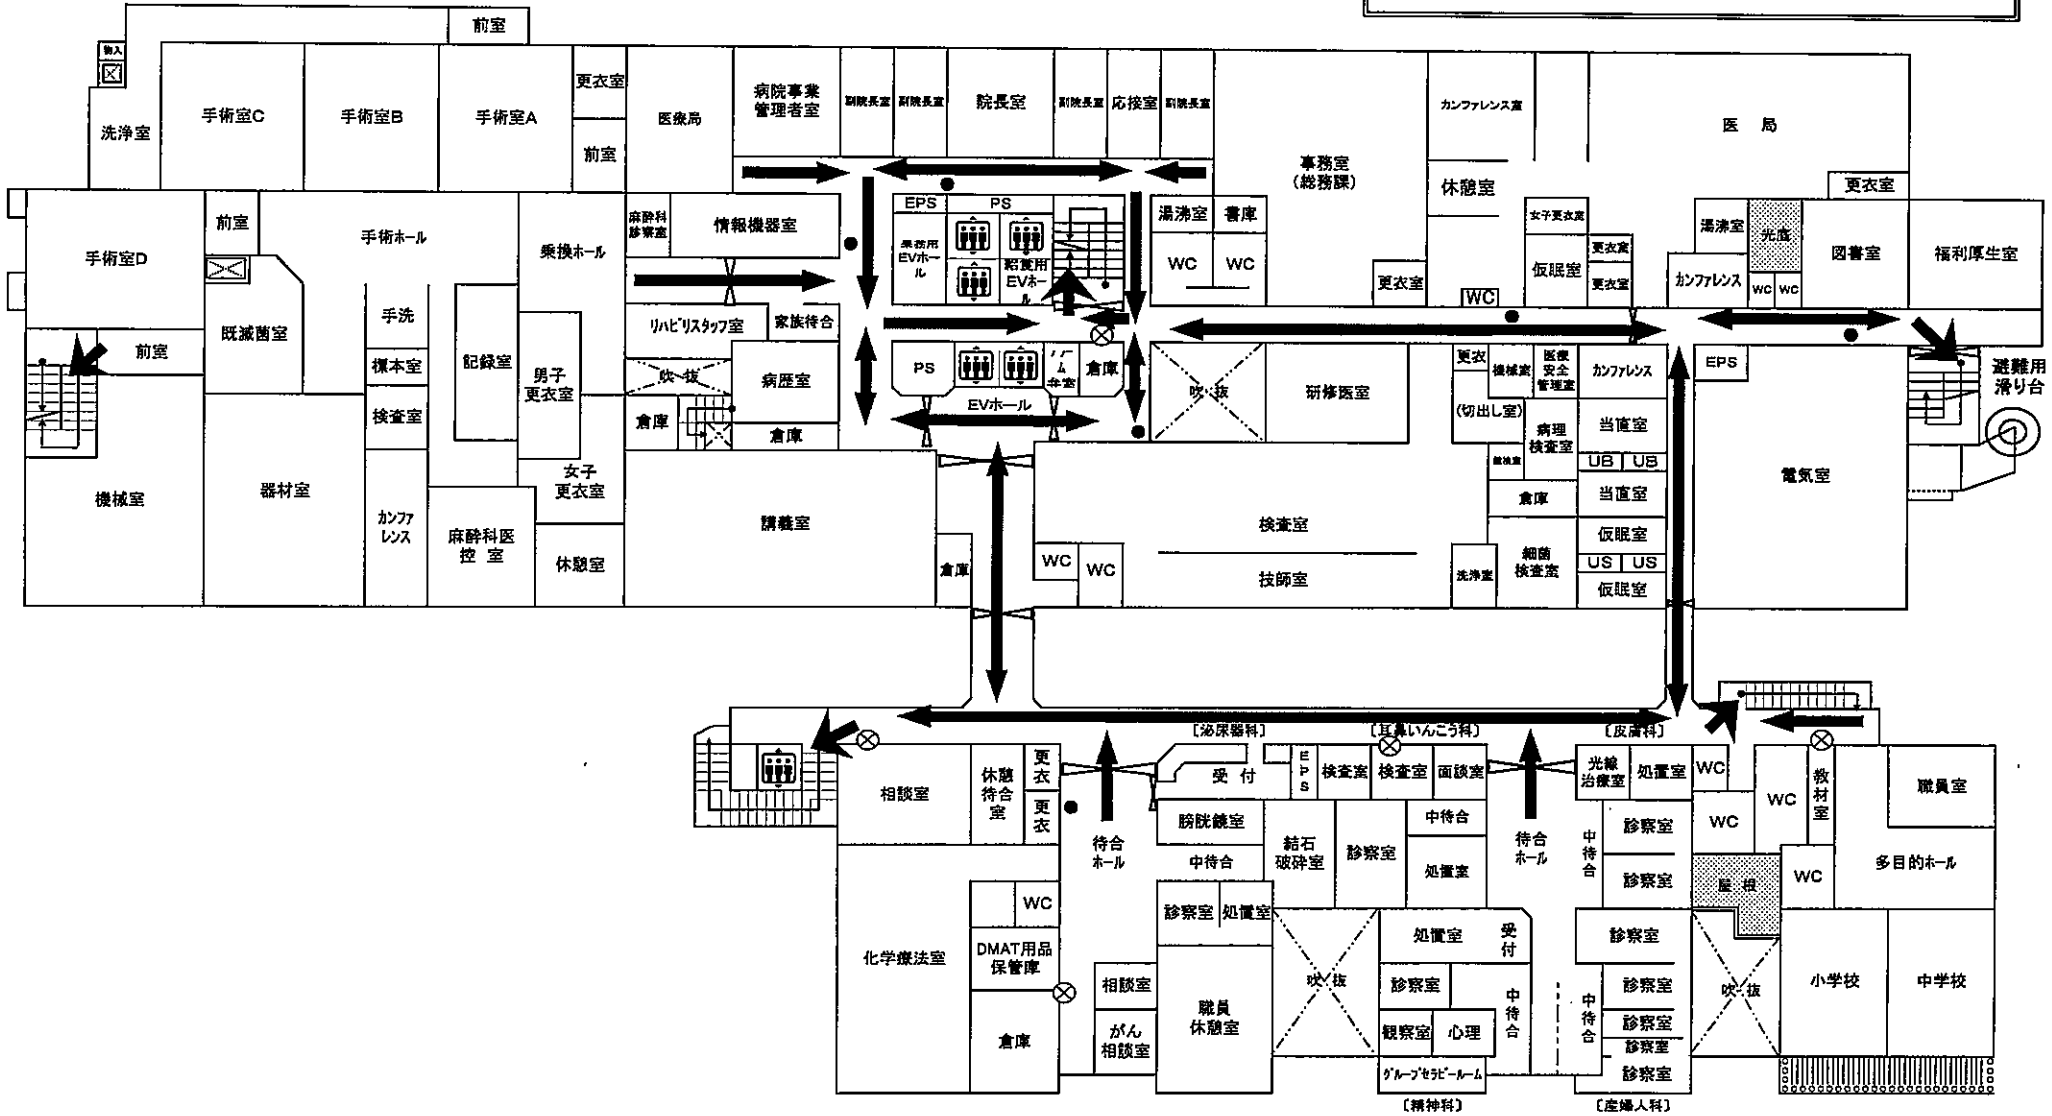 前室
物入
洗浄室
手術室C
手術室B
手術室A
更衣室
前室
医療局
病院事業
管理者室
副院長室
副院長室
院長室
副院長室
応接室
副院長室
事務室
(総務課)
カンファレンス室
休憩室
医 局
更衣室
手術室D
前室
手術ホール
乗換ホール
麻酔科
診察室
情報機器室
EPS
PS
業務用
EVホー
ル
給食用
EVホー
ル
湯沸室
書庫
WC
WC
更衣室
WC
女子更衣室
仮眠室
更衣室
更衣室
湯沸室
光庭
カンファレンス
WC
WC
図書室
福利厚生室
前室
既滅菌室
手洗
標本室
検査室
記録室
男子
更衣室
リハビリスタッフ室
家族待合
吹抜
病歴室
倉庫
倉庫
PS
EVホール
倉庫
吹抜
研修医室
更衣
機械室
医療
安全
管理室
カンファレンス
(切出し室)
病理
検査室
当直室
UB
UB
EPS
避難用
滑り台
機械室
器材室
カンファ
レンス
麻酔科医
控 室
女子
更衣室
休憩室
講義室
倉庫
WC
WC
検査室
技師室
倉庫
洗浄室
細菌
検査室
当直室
仮眠室
US
US
仮眠室
電気室
[泌尿器科]
[耳鼻いんこう科]
[皮膚科]
相談室
休憩
待合
室
更
衣
更
衣
待合
ホール
受 付
EPS
検査室
検査室
面談室
光線
治療室
処置室
WC
WC
WC
教材室
職員室
膀胱鏡室
中待合
結石
破砕室
診察室
中待合
処置室
待合
ホール
中待合
診察室
診察室
屋根
WC
多目的ホール
化学療法室
WC
DMAT用品
保管庫
倉庫
相談室
がん
相談室
診察室
処置室
職員
休憩室
吹抜
処置室
受付
診察室
中待合
観察室
心理
グループセラピールーム
[精神科]
中待合
診察室
診察室
診察室
診察室
診察室
[産婦人科]
吹抜
小学校
中学校